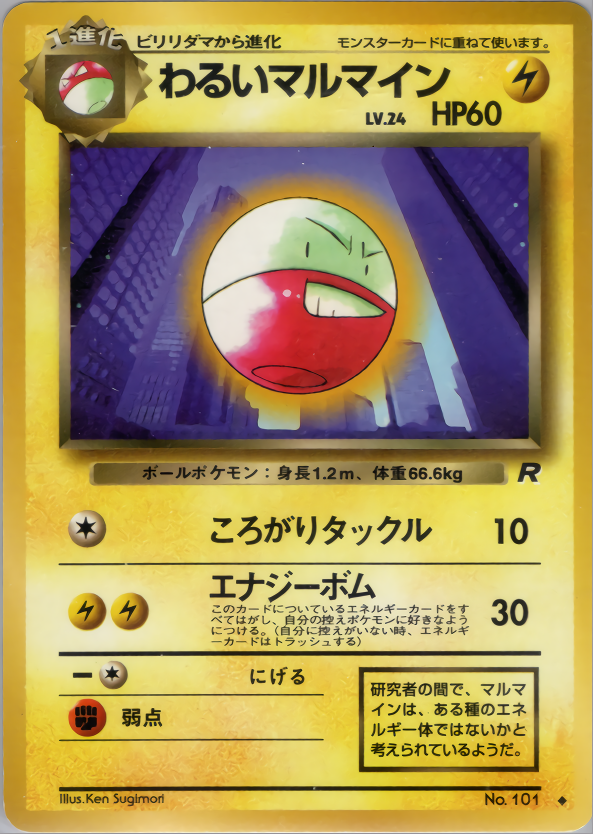 1進化
ビリリダマから進化
モンスターカードに重ねて使います。
わるいマルマイン
LV.24 HP60
ボールポケモン：身長1.2m、体重66.6kg
R
ころがりタックル 10
エナジーボム
このカードについているエネルギーカードをす
べてはがし、自分の控えポケモンに好きなよう
につける。（自分に控えがいない時、エネルギ
ーカードはトラッシュする）
30
ー にげる
弱点
研究者の間で、マルマ
インは、ある種のエネ
ルギー体ではないかと
考えられているようだ。
Illus.Ken Sugimori
No. 101